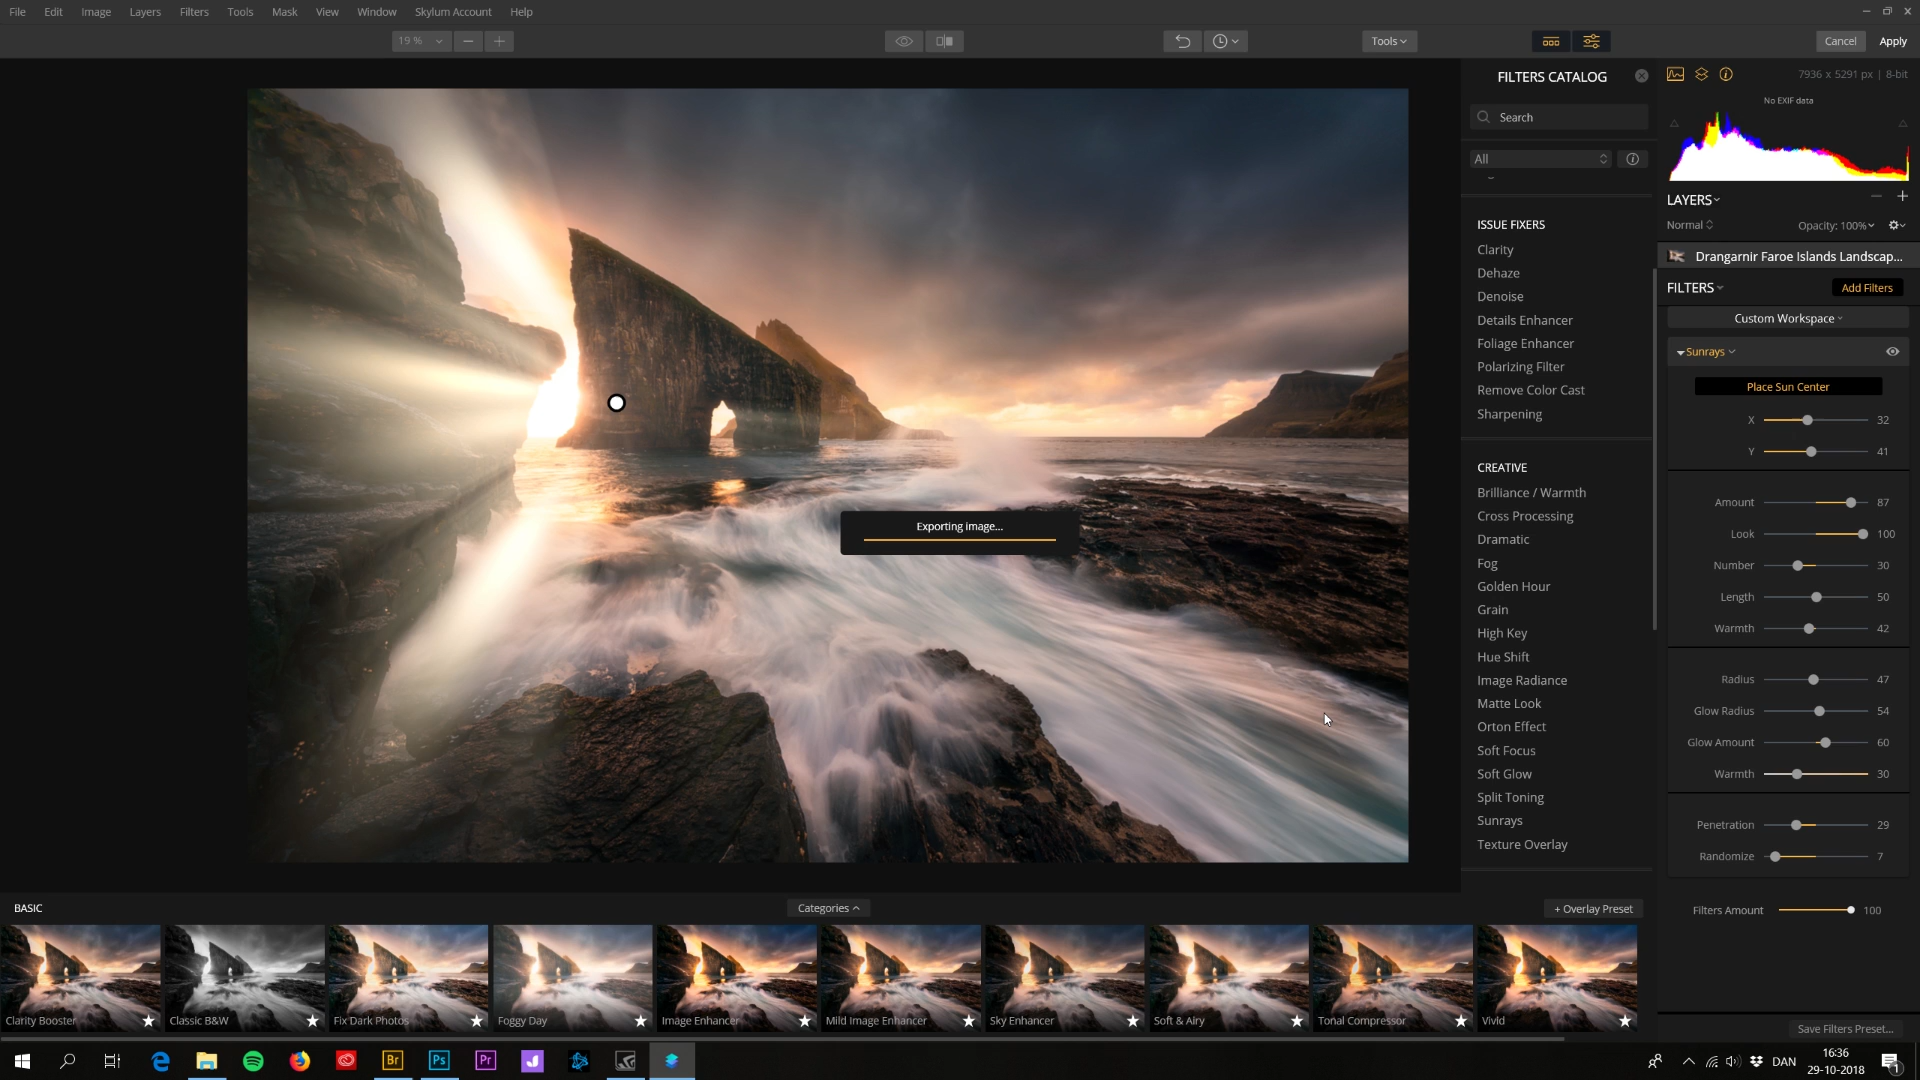 File Edit Image Layers Filters Tools Mask View Window Skylum Account Help
19 %
Tools
Cancel Apply
FILTERS CATALOG
Search
All
ISSUE FIXERS
Clarity
Dehaze
Denoise
Details Enhancer
Foliage Enhancer
Polarizing Filter
Remove Color Cast
Sharpening
CREATIVE
Brilliance / Warmth
Cross Processing
Dramatic
Fog
Golden Hour
Grain
High Key
Hue Shift
Image Radiance
Matte Look
Orton Effect
Soft Focus
Soft Glow
Split Toning
Sunrays
Texture Overlay
7936 x 5291 px | 8-bit
No EXIF data
LAYERS
Normal Opacity: 100%
Drangarnir Faroe Islands Landscap...
FILTERS Add Filters
Custom Workspace
Sunrays
Place Sun Center
X 32
Y 41
Amount 87
Look 100
Number 30
Length 50
Warmth 42
Radius 47
Glow Radius 54
Glow Amount 60
Warmth 30
Penetration 29
Randomize 7
Filters Amount 100
Save Filters Preset...
Exporting image...
BASIC Categories + Overlay Preset
Clarity Booster Classic B&W Fix Dark Photos Foggy Day Image Enhancer Mild Image Enhancer Sky Enhancer Soft & Airy Tonal Compressor Vivid
Br Ps Pr
DAN
16:36
29-10-2018
1